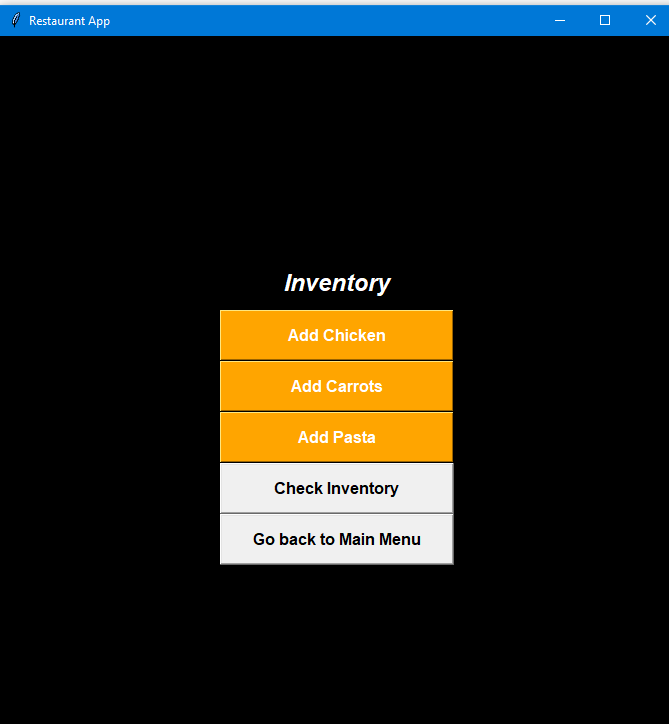 Restaurant App
Inventory
Add Chicken
Add Carrots
Add Pasta
Check Inventory
Go back to Main Menu